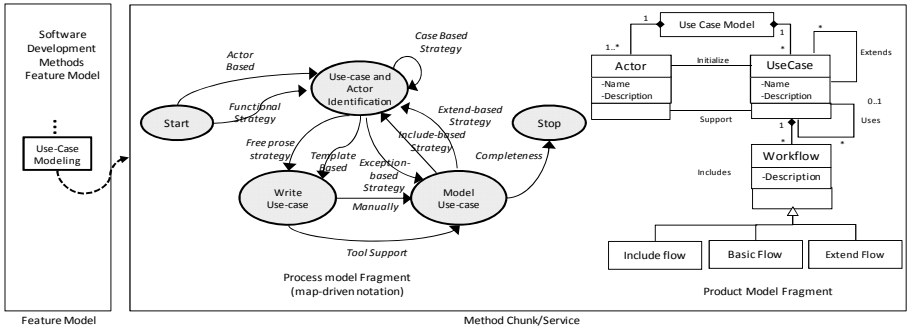 Software
Development
Methods
Feature Model
...
Use-Case
Modeling
Feature Model
Actor
Based
Case Based
Strategy
Use-case and
Actor
Identification
Functional
Strategy
Start
Extend-based
Strategy
Stop
Include-based
Strategy
Free prose
strategy
Template
Based
Exception-
based
Strategy
Completeness
Write
Use-case
Manually
Model
Use-case
Tool Support
Process model Fragment
(map-driven notation)
1
Use Case Model
1
*
*
1..*
Actor
-Name
-Description
Initialize
UseCase
-Name
-Description
Extends
Support
0..1
Uses
*
1
*
Includes
Workflow
-Description
Include flow
Basic Flow
Extend Flow
Product Model Fragment
Method Chunk/Service